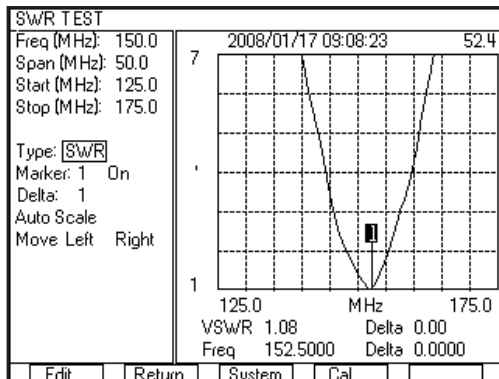 SWR TEST
Freq (MHz): 150.0
Span (MHz): 50.0
Start (MHz): 125.0
Stop (MHz): 175.0
Type: SWR
Marker: 1 On
Delta: 1
Auto Scale
Move Left Right
2008/01/17 09:08:23 52.4
7
1
1
125.0 MHz 175.0
VSWR 1.08 Delta 0.00
Freq 152.5000 Delta 0.0000
Edit Return System Cal